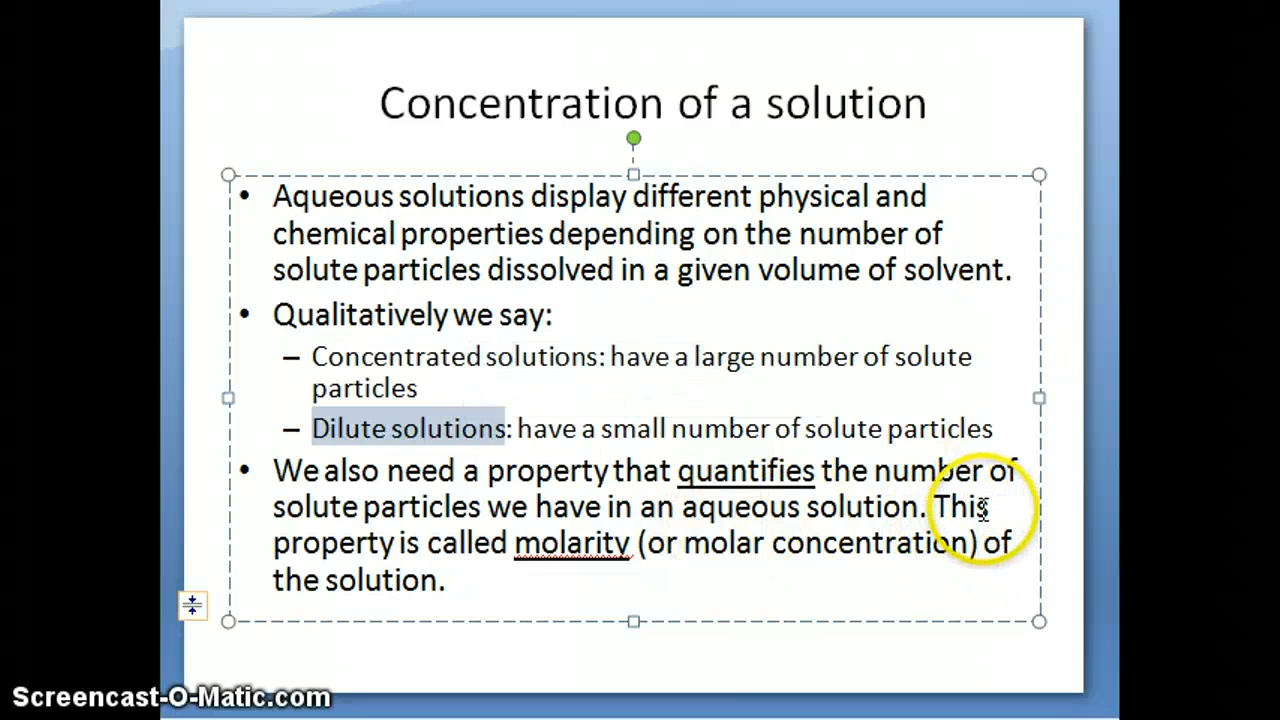 Concentration of a solution
• Aqueous solutions display different physical and
chemical properties depending on the number of
solute particles dissolved in a given volume of solvent.
• Qualitatively we say:
– Concentrated solutions: have a large number of solute
particles
– Dilute solutions: have a small number of solute particles
• We also need a property that quantifies the number of
solute particles we have in an aqueous solution. This
property is called molarity (or molar concentration) of
the solution.
Screencast-O-Matic.com